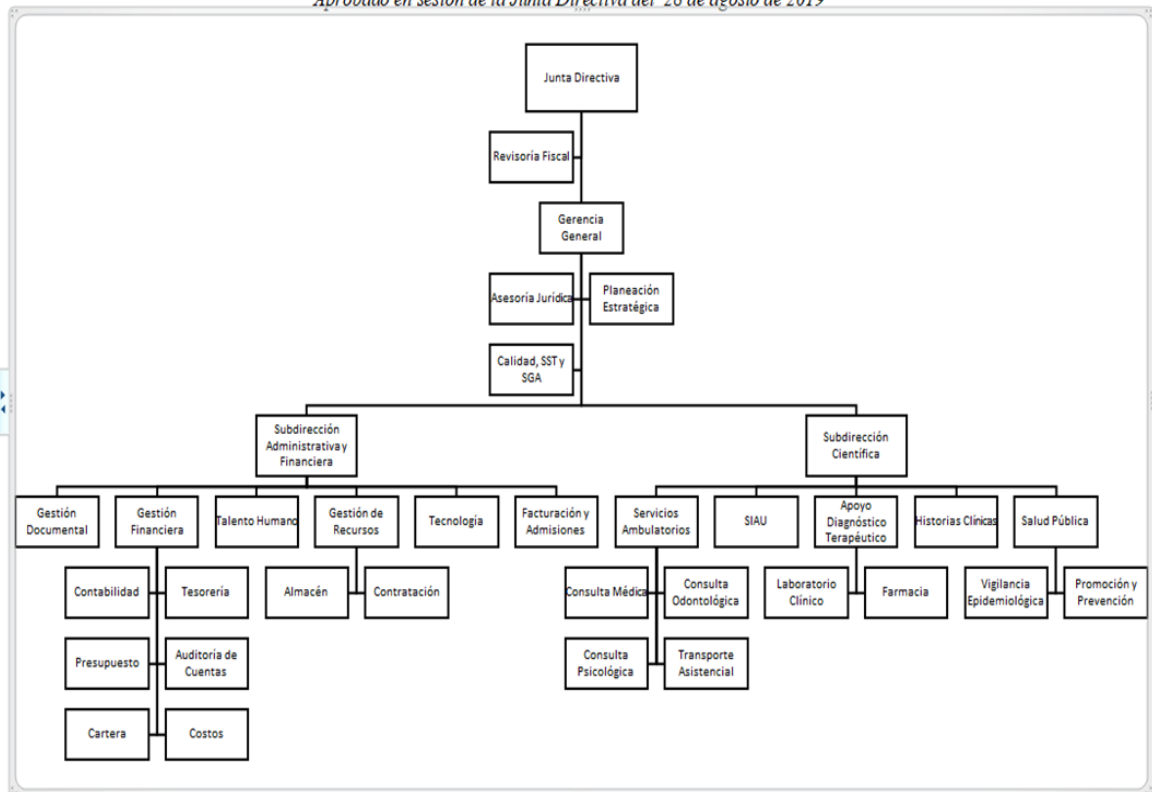 Aprobado en sesión de la Junta Directiva del 28 de agosto de 2019
Junta Directiva
Revisoría Fiscal
Gerencia
General
Asesoría Jurídica
Planeación
Estratégica
Calidad, SST y
SGA
Subdirección
Administrativa y
Financiera
Subdirección
Científica
Gestión
Documental
Gestión
Financiera
Talento Humano
Gestión de
Recursos
Tecnología
Facturación y
Admisiones
Servicios
Ambulatorios
SIAU
Apoyo
Diagnóstico
Terapéutico
Historias Clínicas
Salud Pública
Contabilidad
Tesorería
Almacén
Contratación
Consulta Médica
Consulta
Odontológica
Laboratorio
Clínico
Farmacia
Vigilancia
Epidemiológica
Promoción y
Prevención
Presupuesto
Auditoría de
Cuentas
Consulta
Psicológica
Transporte
Asistencial
Cartera
Costos